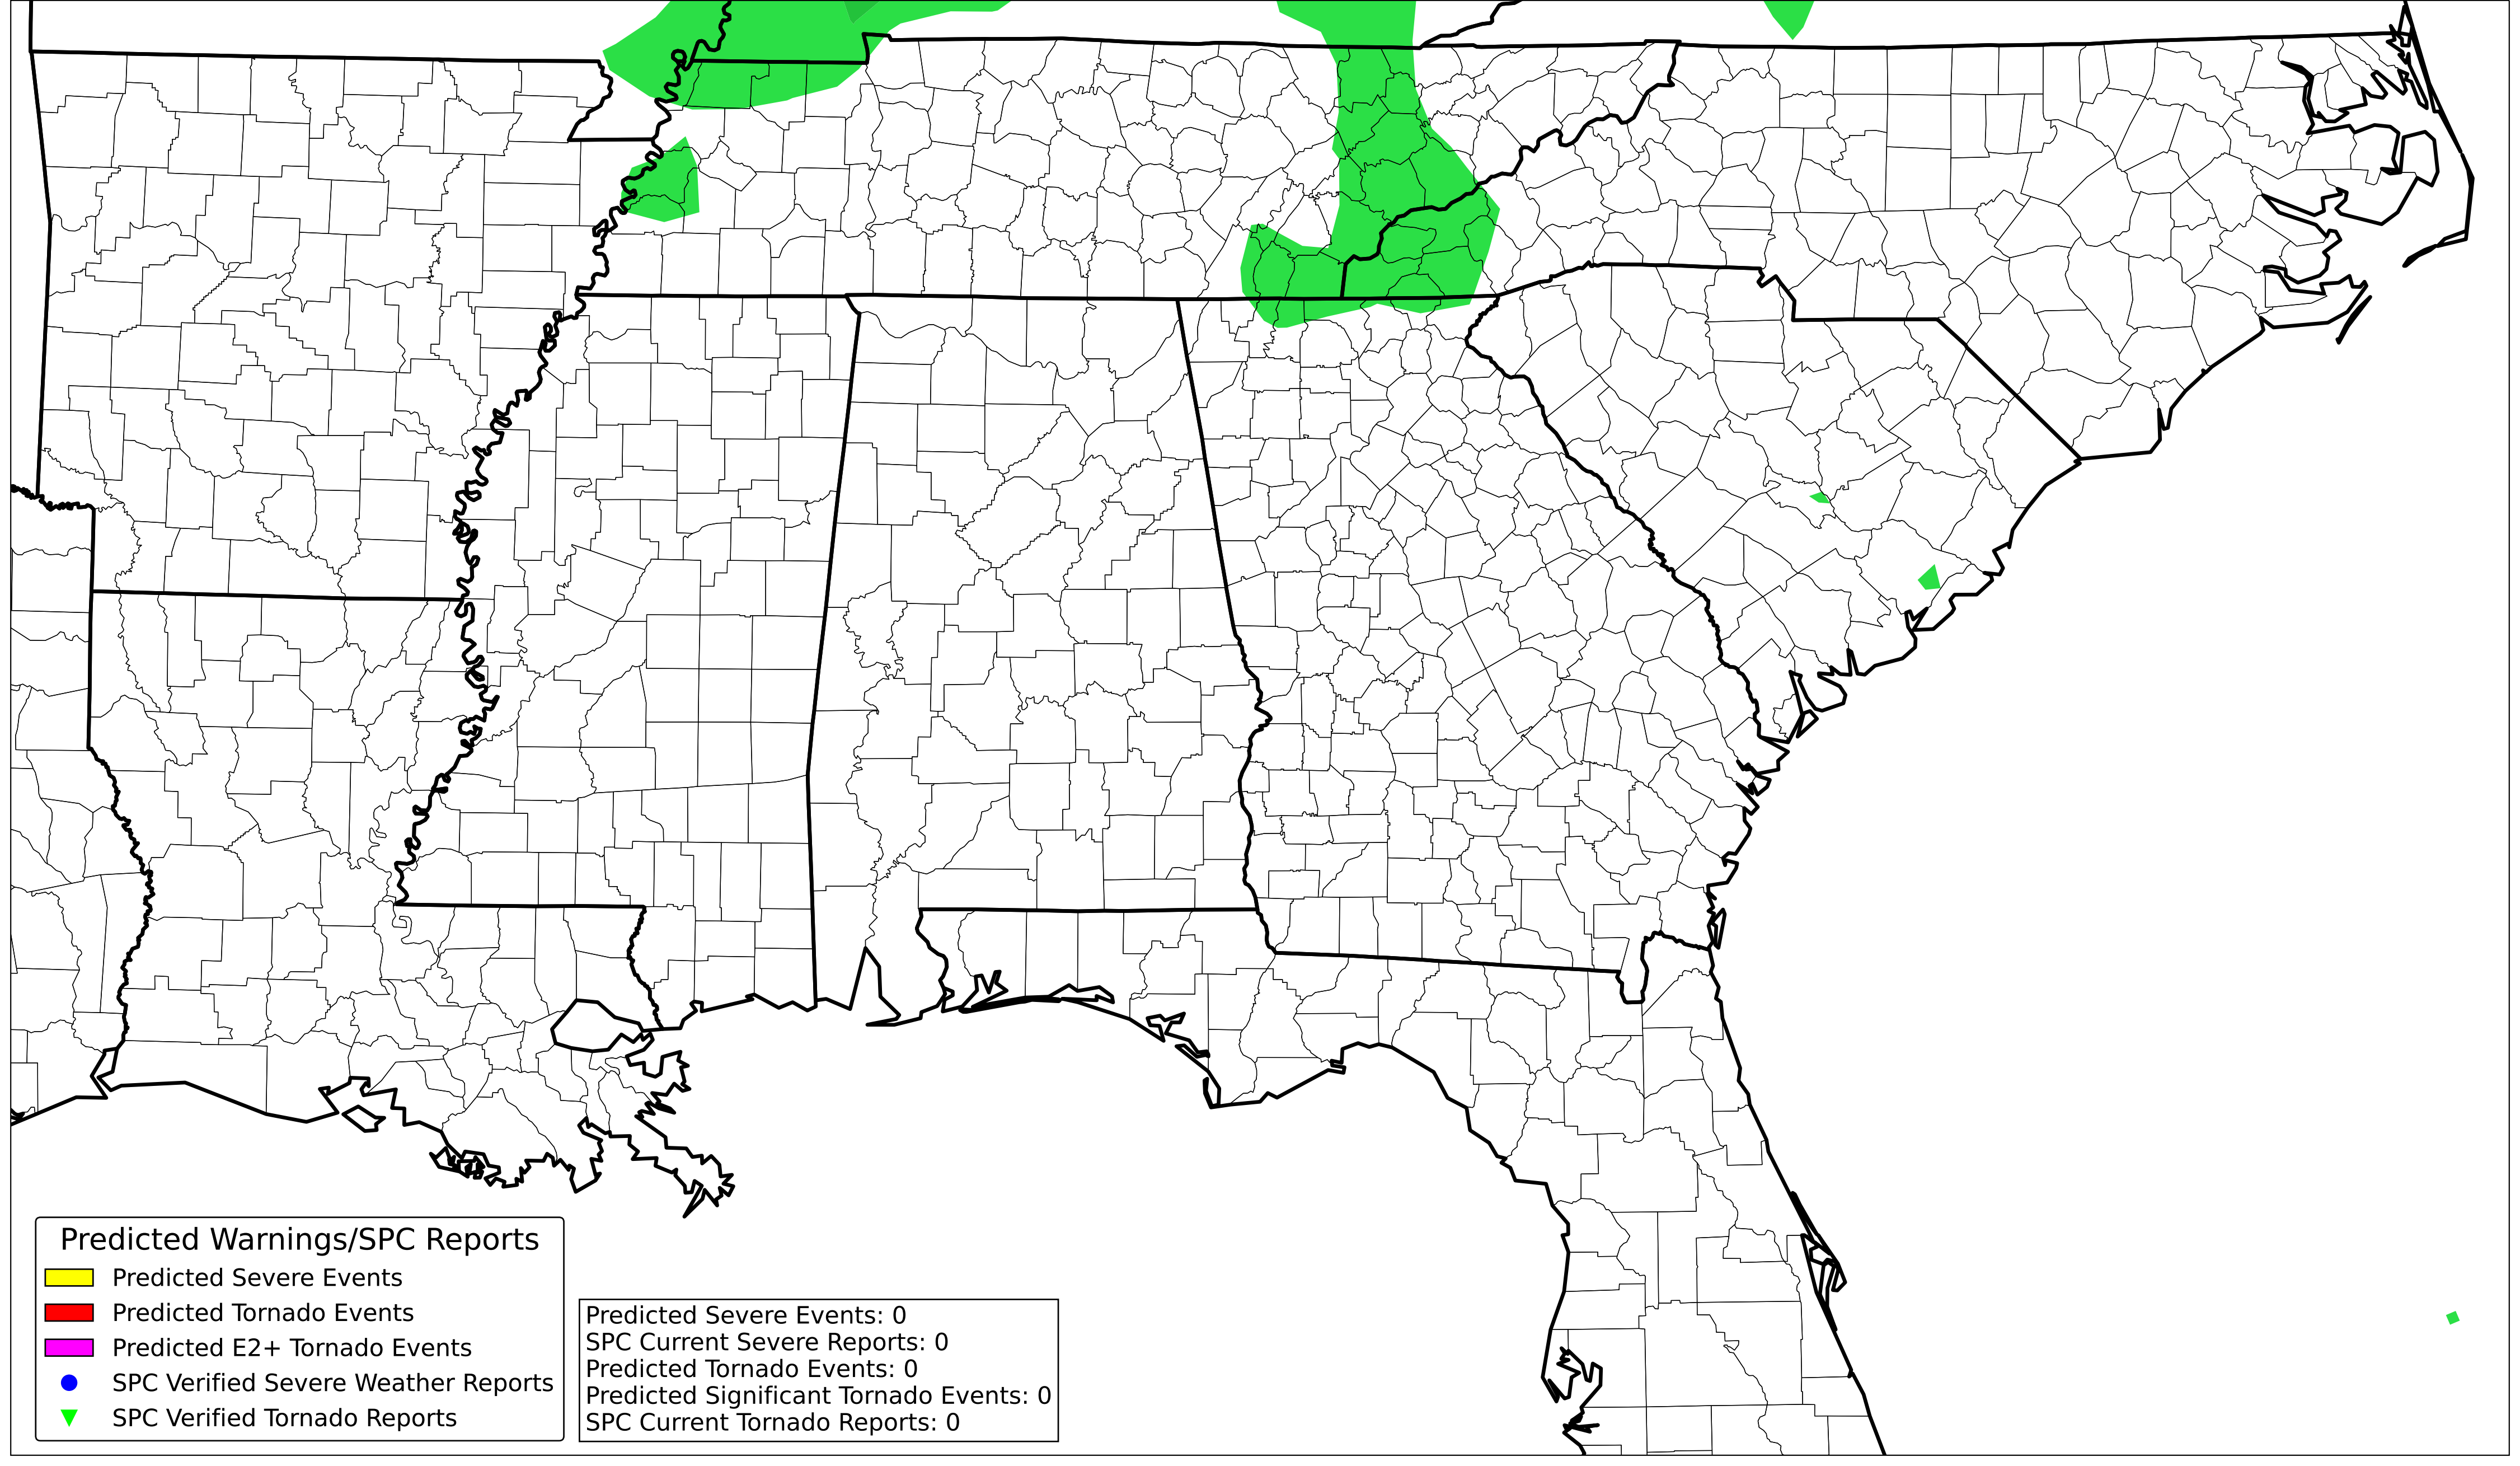 Predicted Warnings/SPC Reports
Predicted Severe Events
Predicted Tornado Events
Predicted E2+ Tornado Events
SPC Verified Severe Weather Reports
SPC Verified Tornado Reports
Predicted Severe Events: 0
SPC Current Severe Reports: 0
Predicted Tornado Events: 0
Predicted Significant Tornado Events: 0
SPC Current Tornado Reports: 0